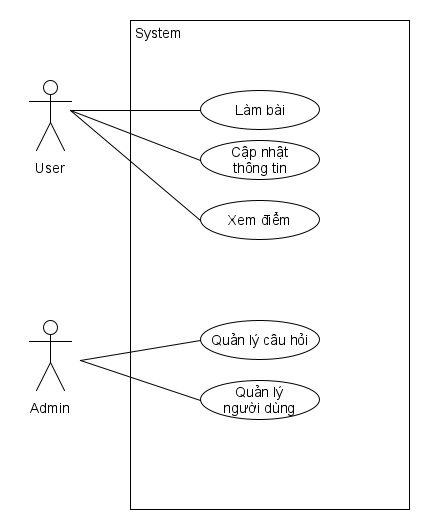 System
Làm bài
Cập nhật
thông tin
User
Xem điểm
Quản lý câu hỏi
Quản lý
người dùng
Admin